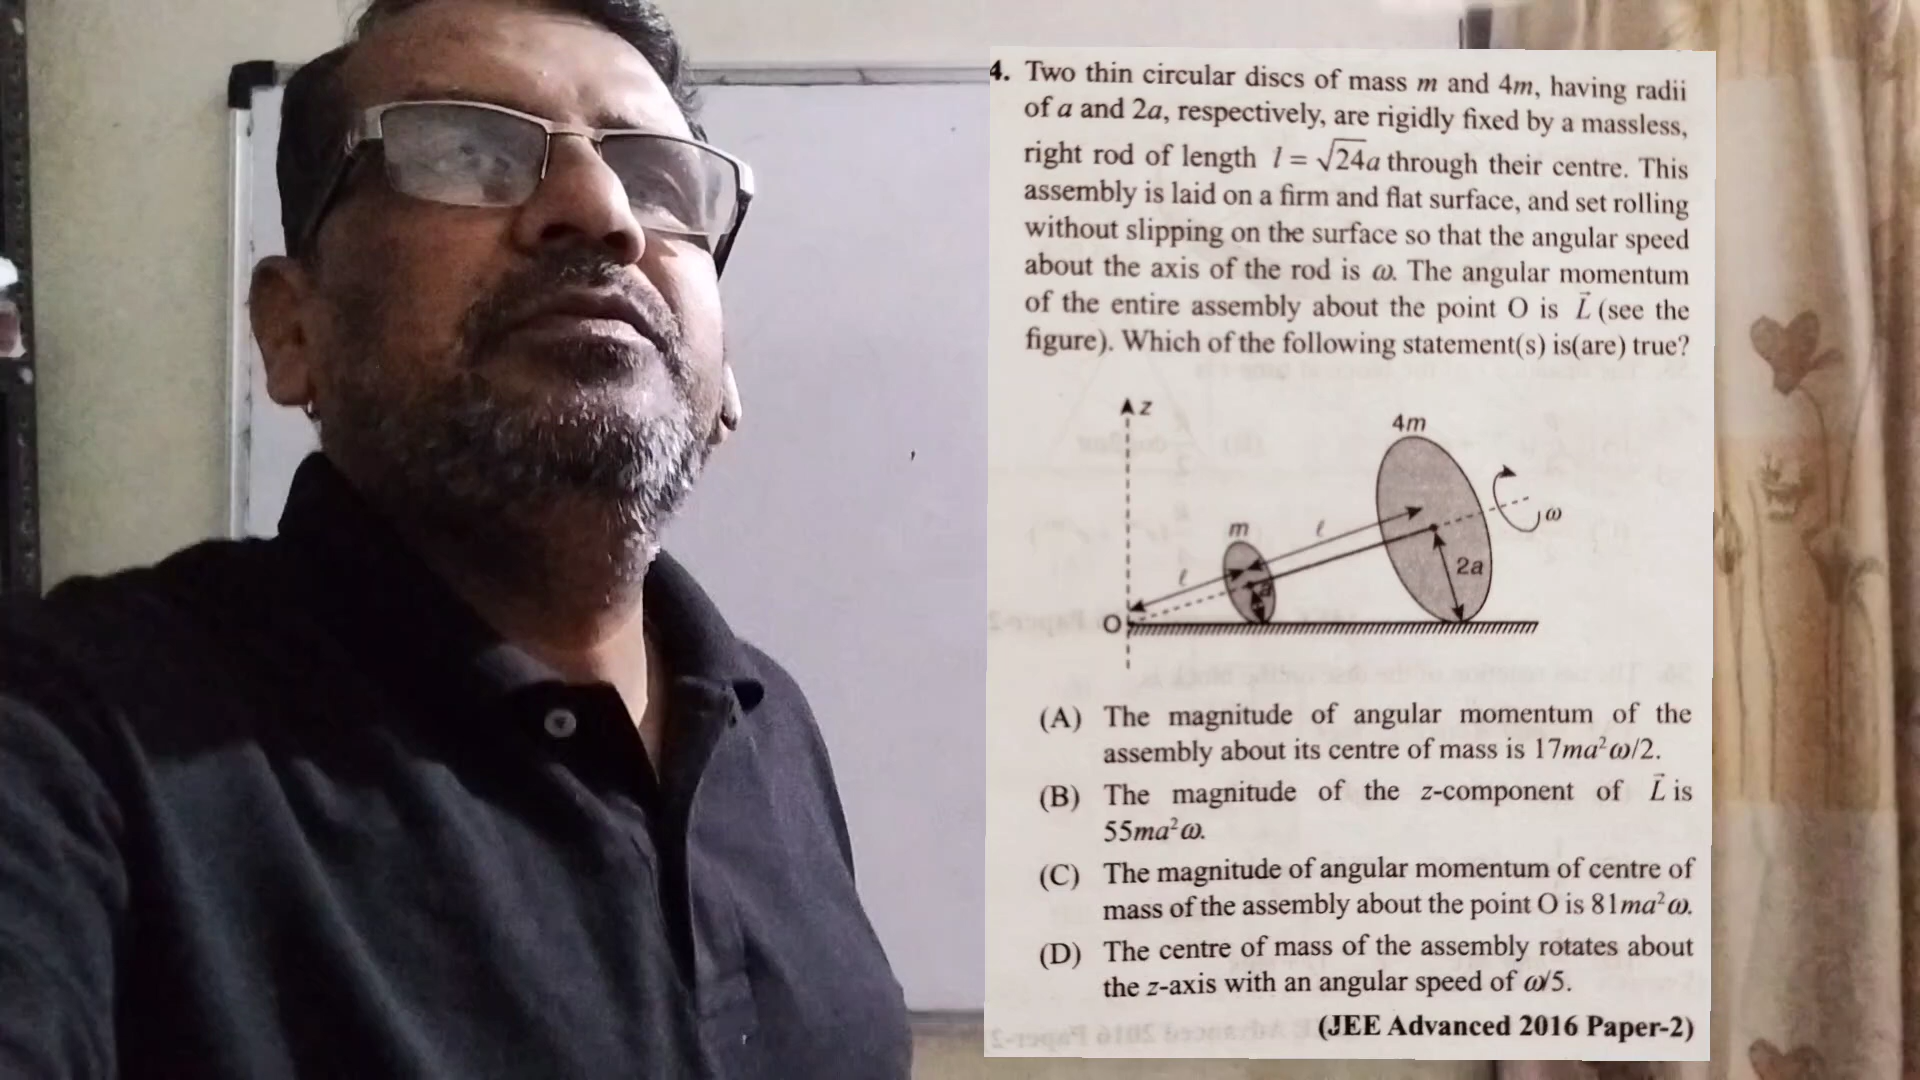 4. Two thin circular discs of mass m and 4m, having radii
of a and 2a, respectively, are rigidly fixed by a massless,
right rod of length l = √24a through their centre. This
assembly is laid on a firm and flat surface, and set rolling
without slipping on the surface so that the angular speed
about the axis of the rod is ω. The angular momentum
of the entire assembly about the point O is L⃗ (see the
figure). Which of the following statement(s) is(are) true?
z
4m
m
ℓ
ω
ℓ
a
2a
O
(A) The magnitude of angular momentum of the
assembly about its centre of mass is 17ma²ω/2.
(B) The magnitude of the z-component of L⃗ is
55ma²ω.
(C) The magnitude of angular momentum of centre of
mass of the assembly about the point O is 81ma²ω.
(D) The centre of mass of the assembly rotates about
the z-axis with an angular speed of ω/5.
(JEE Advanced 2016 Paper-2)